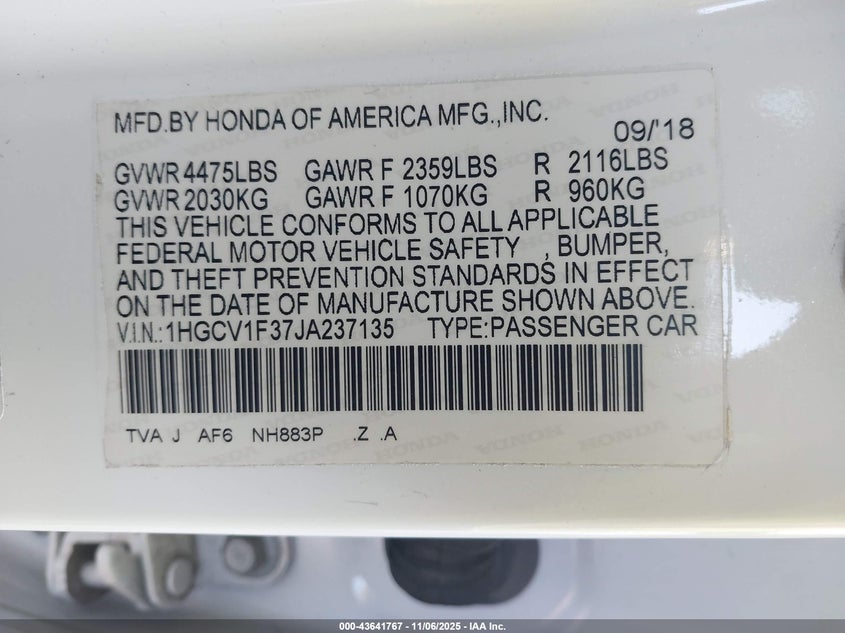 MFD.BY HONDA OF AMERICA MFG.,INC.
09/'18
GVWR 4475LBS GAWR F 2359LBS R 2116LBS
GVWR 2030KG GAWR F 1070KG R 960KG
THIS VEHICLE CONFORMS TO ALL APPLICABLE
FEDERAL MOTOR VEHICLE SAFETY , BUMPER,
AND THEFT PREVENTION STANDARDS IN EFFECT
ON THE DATE OF MANUFACTURE SHOWN ABOVE.
V.I.N.:1HGCV1F37JA237135 TYPE:PASSENGER CAR
TVA J AF6 NH883P .Z .A
000-43641767 - 11/06/2025 - IAA Inc.